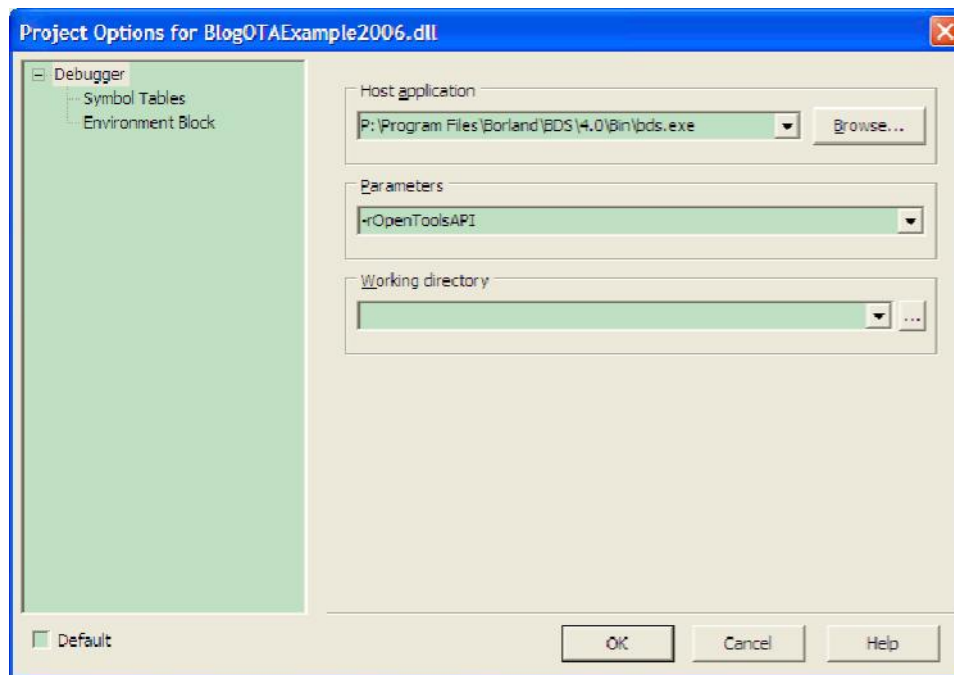 Project Options for BlogOTAExample2006.dll
Debugger
Symbol Tables
Environment Block
Host application
P:\Program Files\Borland\BDS\4.0\Bin\bds.exe
Browse...
Parameters
-rOpenToolsAPI
Working directory
...
Default
OK
Cancel
Help